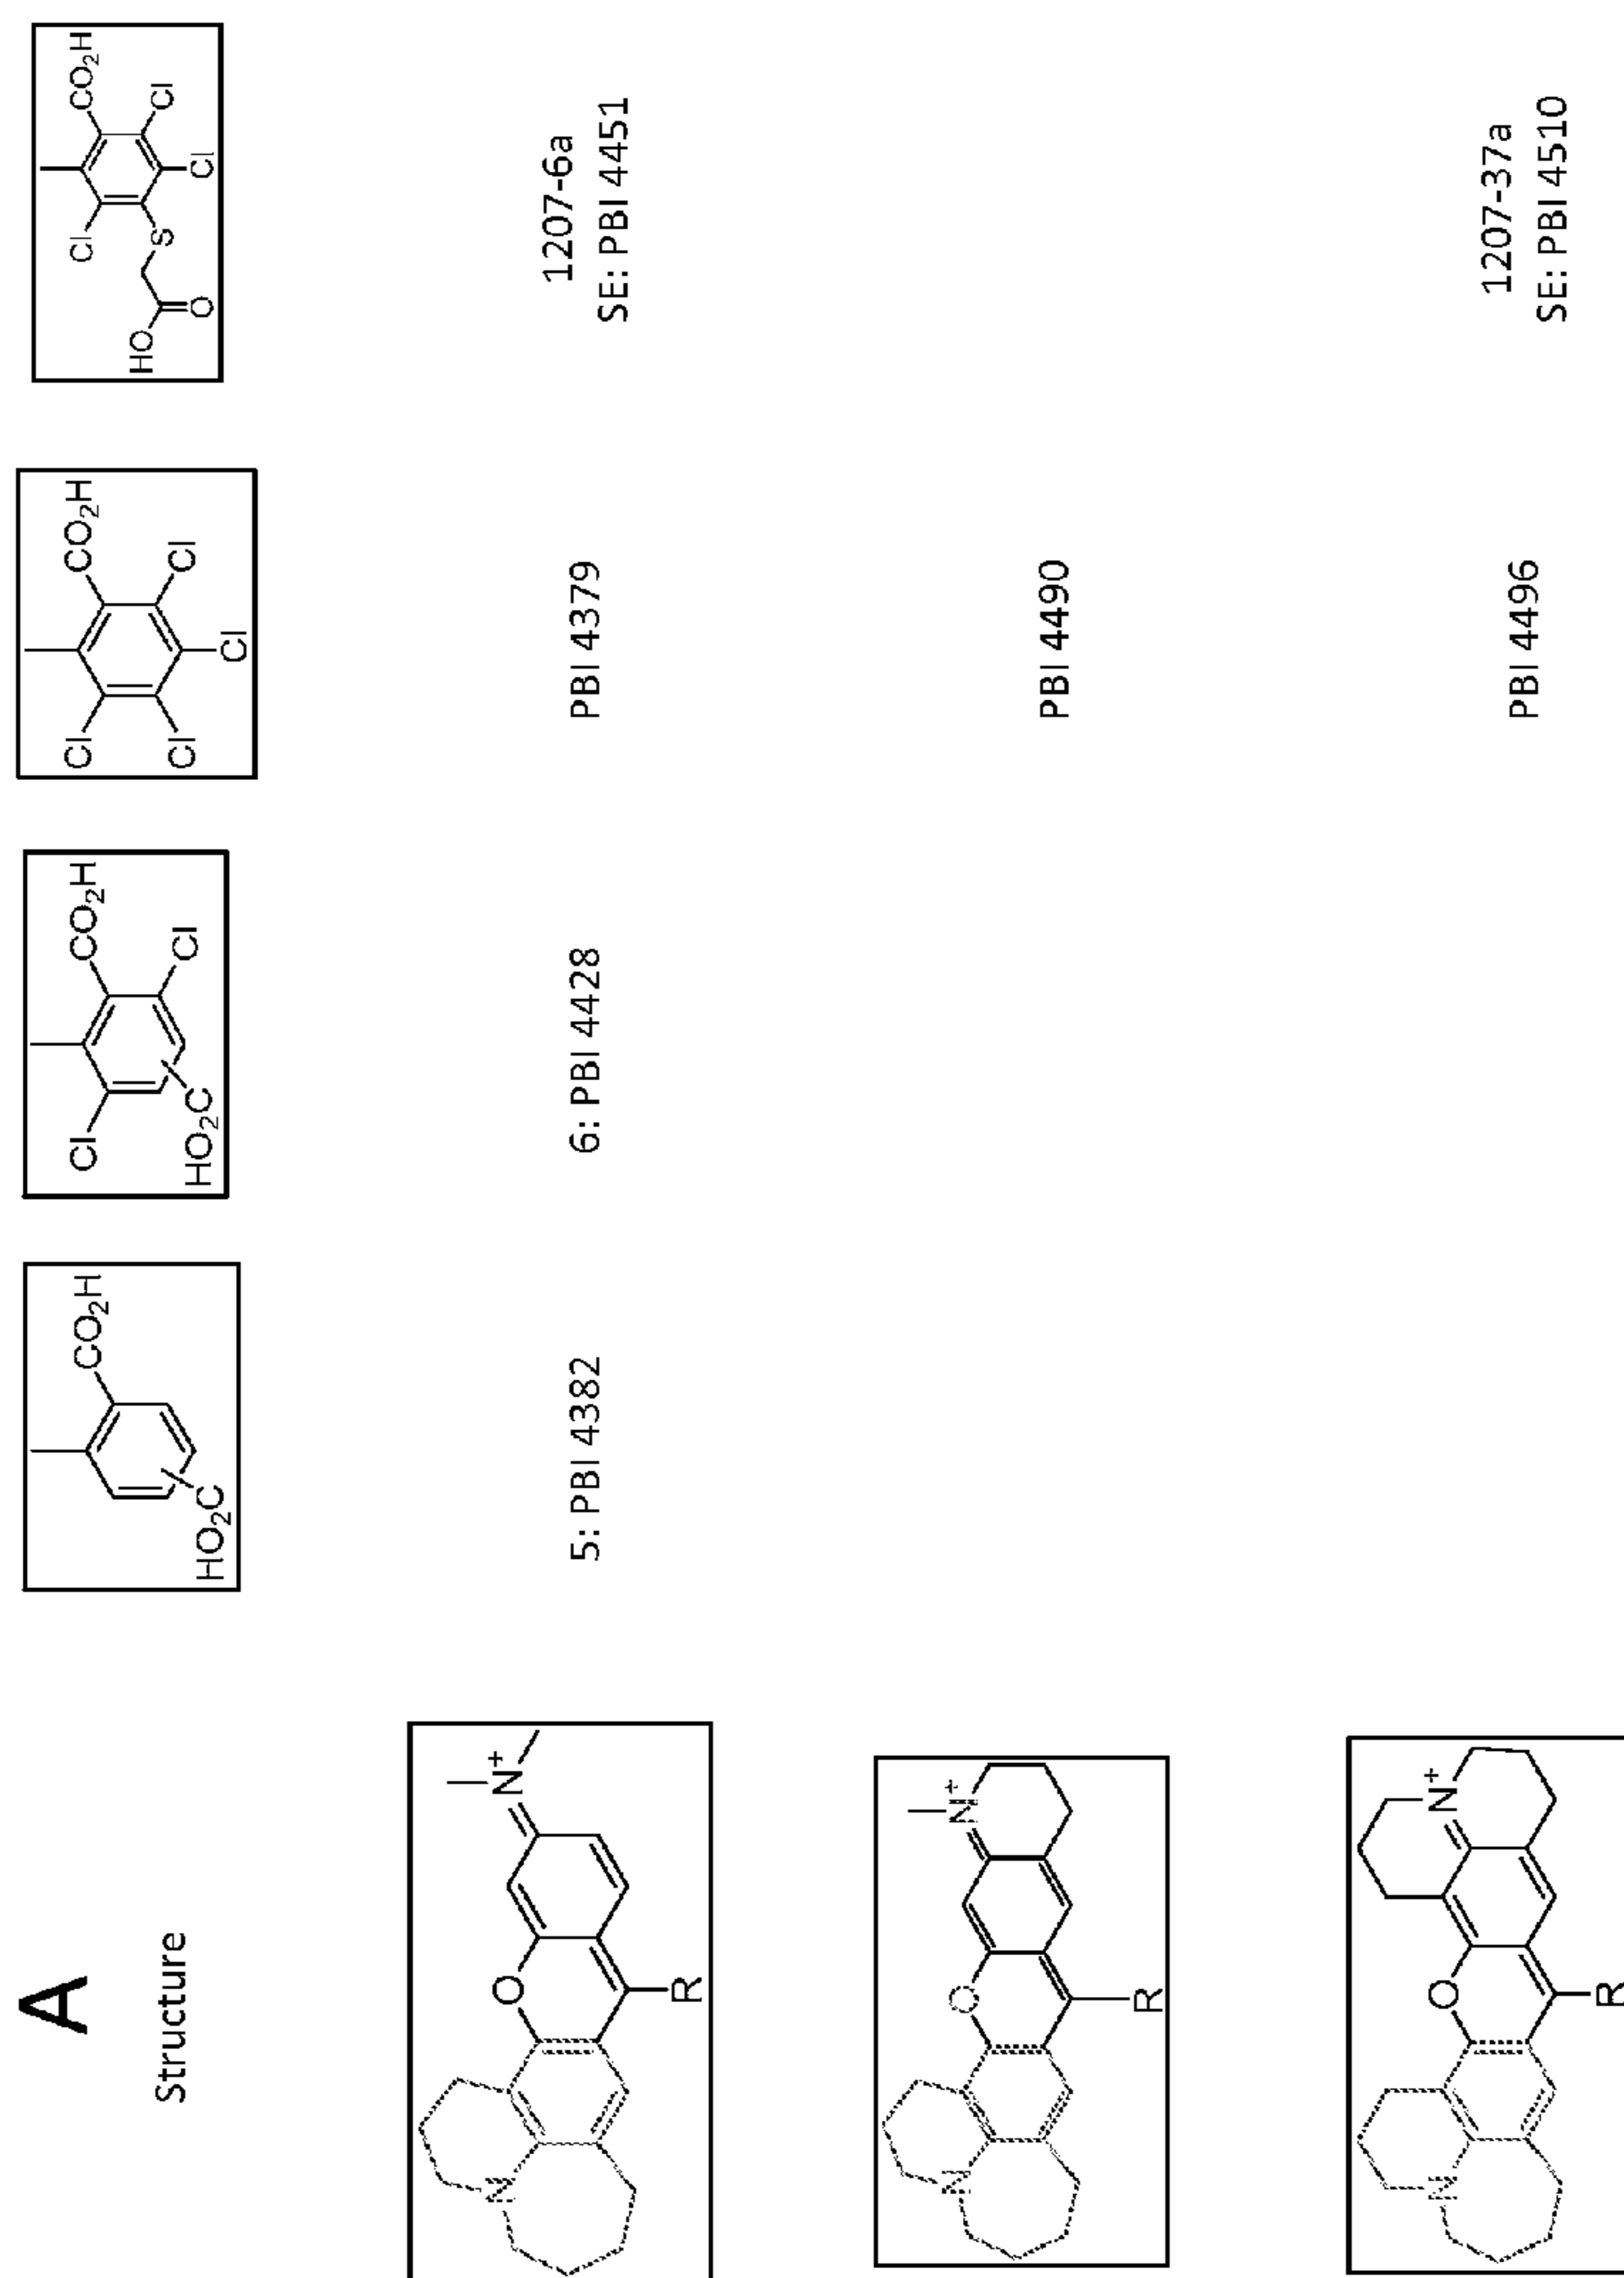 A
Structure
CO₂H
HO₂C
Cl
CO₂H
Cl
HO₂C
Cl
CO₂H
Cl
Cl
Cl
Cl
CO₂H
S
Cl
Cl
HO
O
N
O
N⁺
R
5: PBI 4382
6: PBI 4428
PBI 4379
1207-6a
SE: PBI 4451
N
O
N⁺
R
PBI 4490
N
O
N⁺
R
PBI 4496
1207-37a
SE: PBI 4510